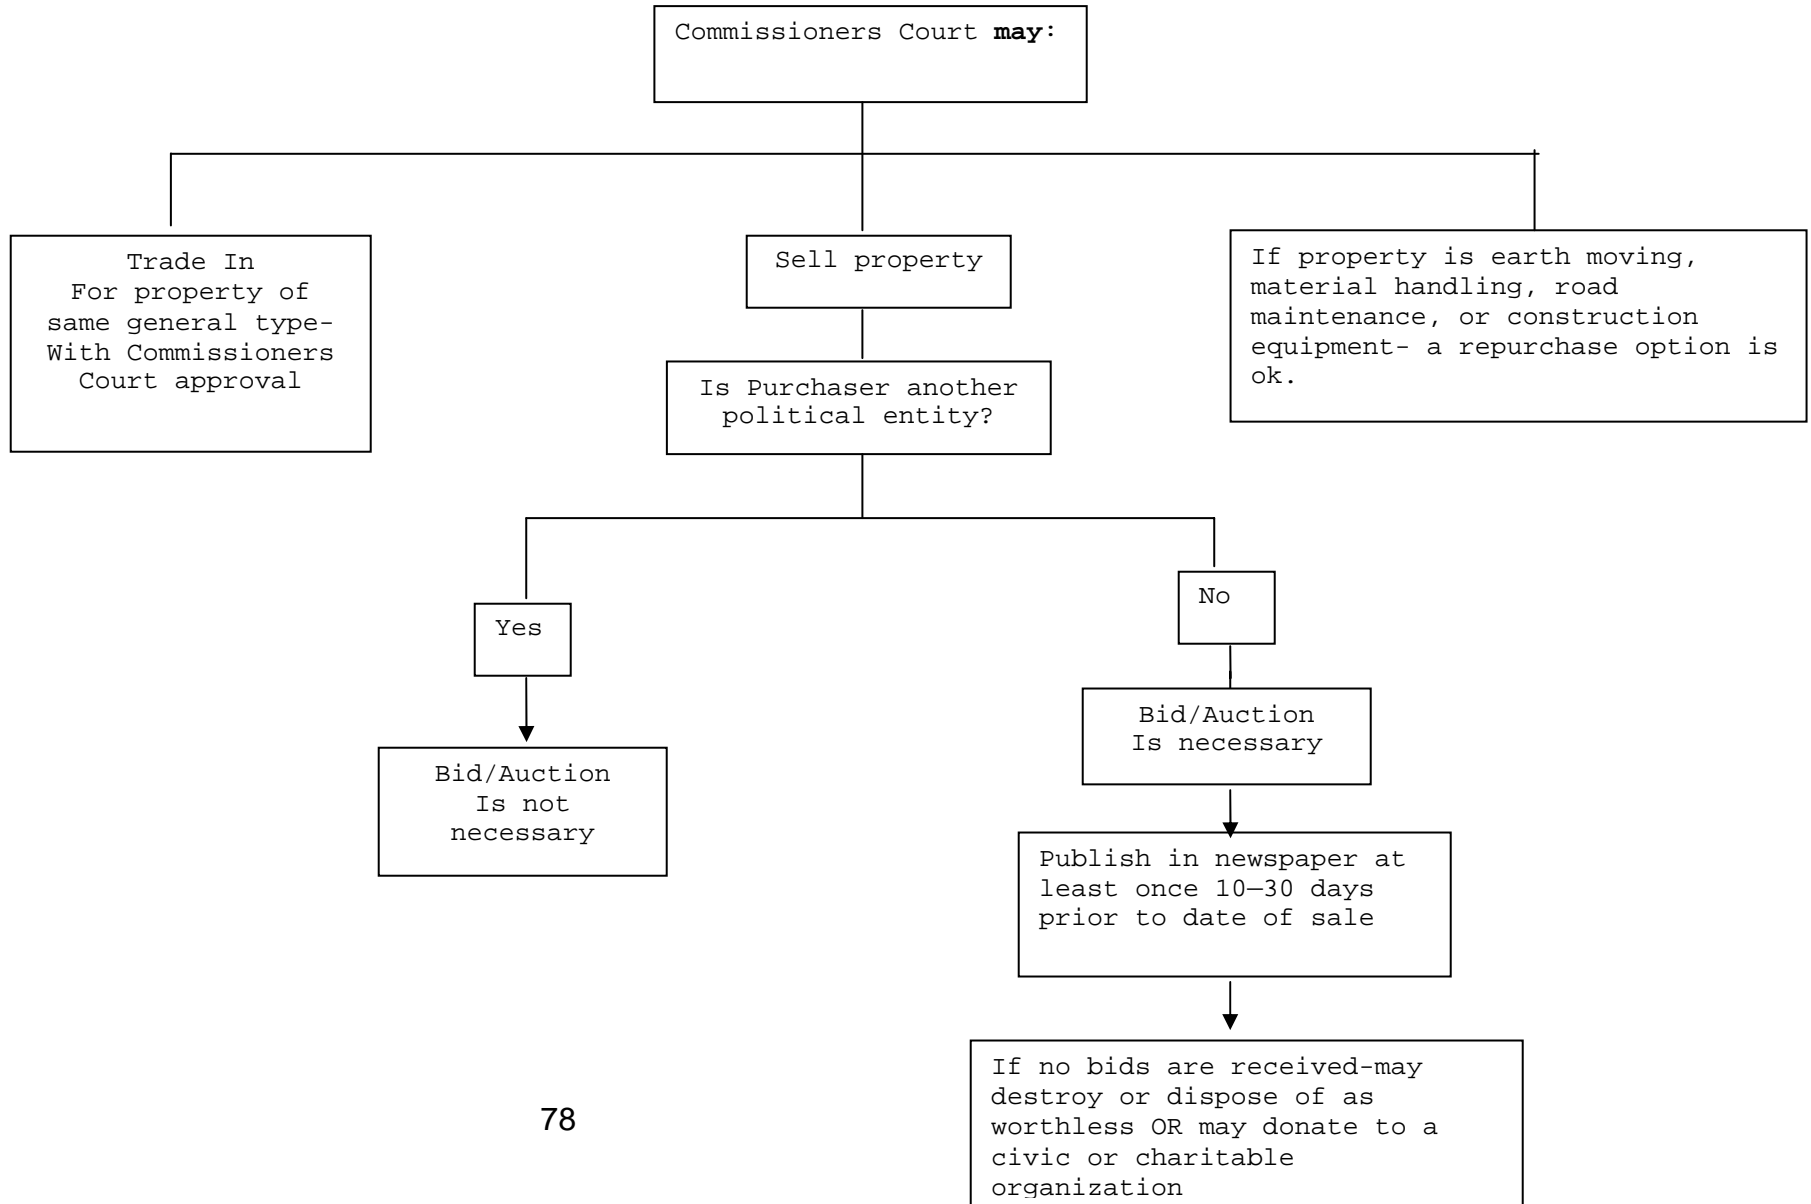 Commissioners Court may:
Trade In
For property of
same general type-
With Commissioners
Court approval
Sell property
If property is earth moving,
material handling, road
maintenance, or construction
equipment- a repurchase option is
ok.
Is Purchaser another
political entity?
Yes
No
Bid/Auction
Is not
necessary
Bid/Auction
Is necessary
Publish in newspaper at
least once 10—30 days
prior to date of sale
If no bids are received-may
destroy or dispose of as
worthless OR may donate to a
civic or charitable
organization
78